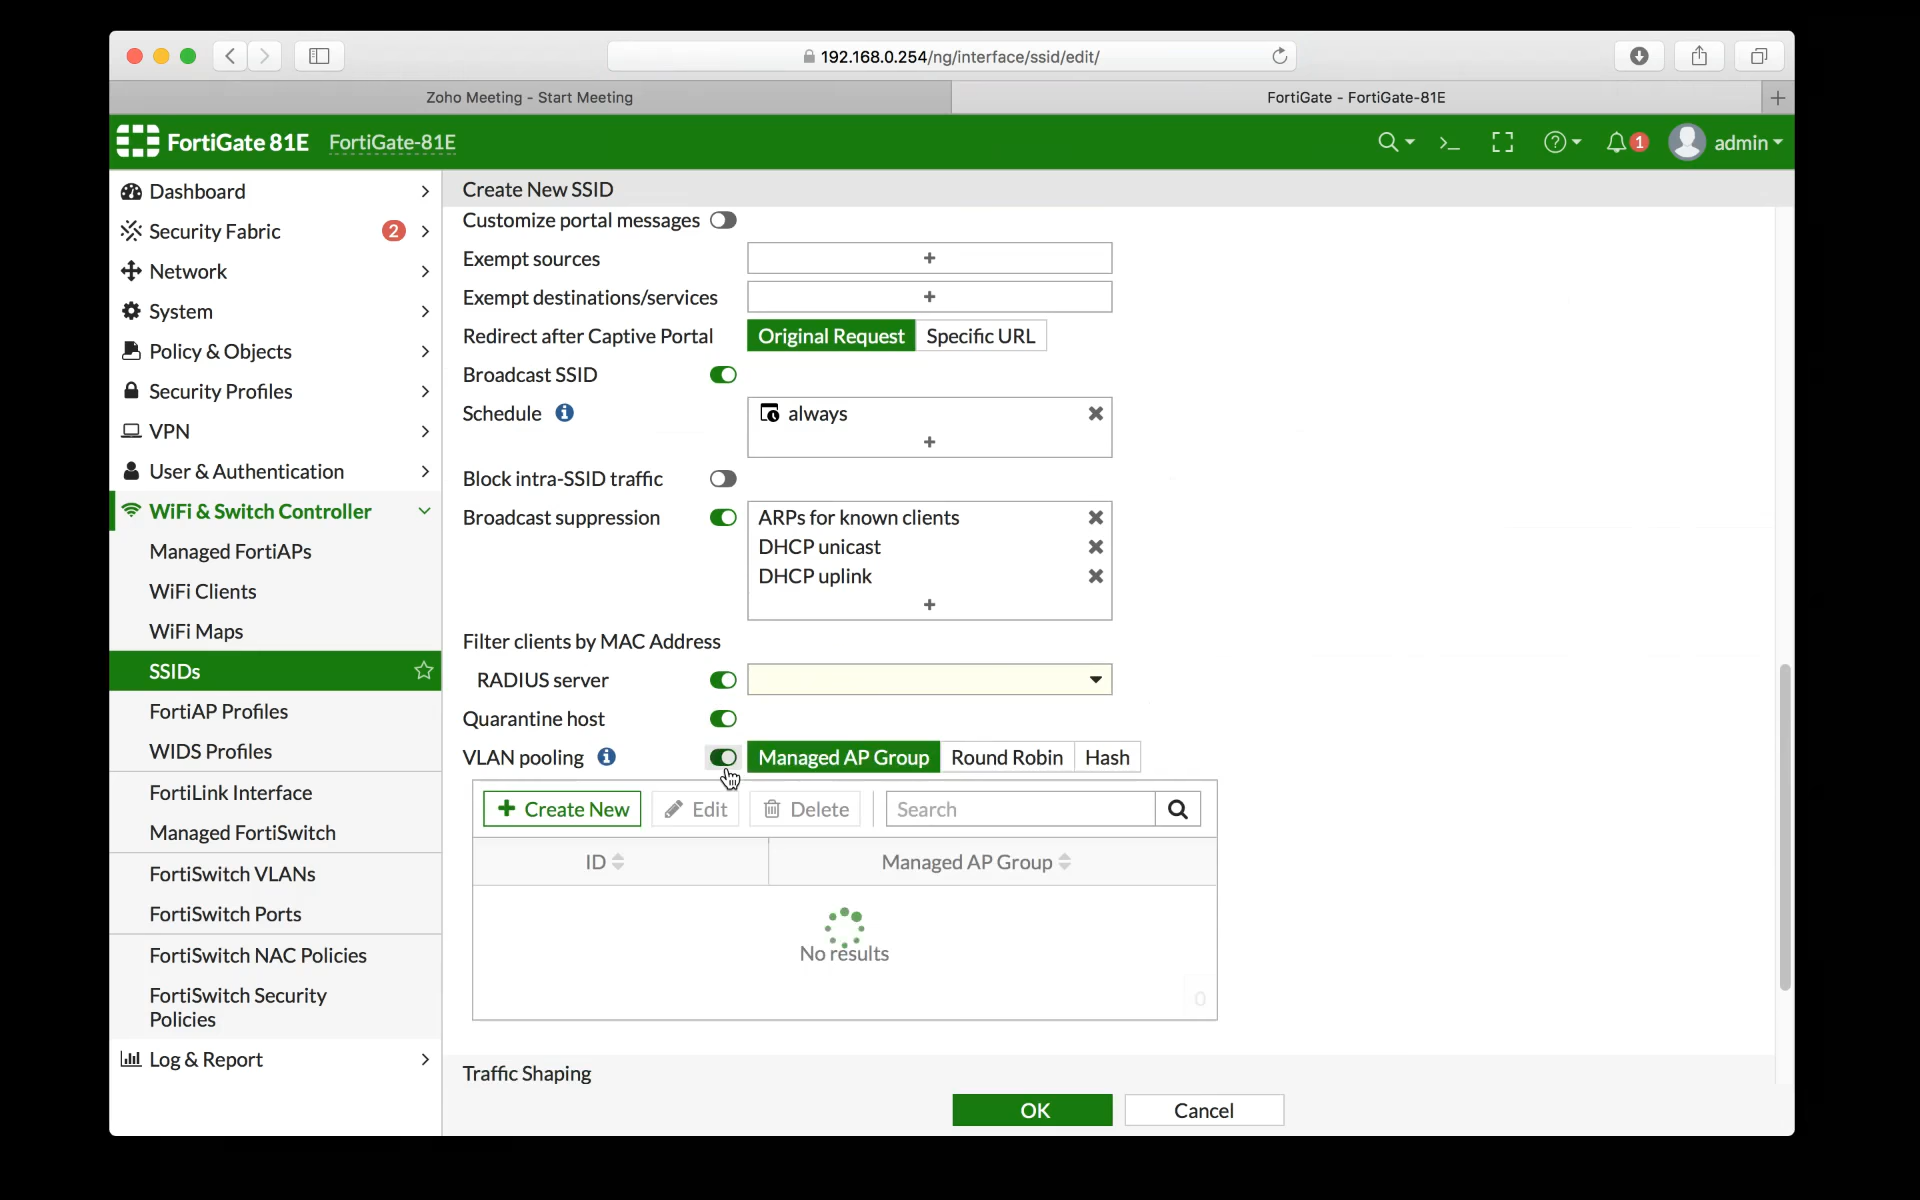 192.168.0.254/ng/interface/ssid/edit/
Zoho Meeting - Start Meeting
FortiGate - FortiGate-81E
FortiGate 81E
FortiGate-81E
1
admin
Dashboard
Security Fabric
2
Network
System
Policy & Objects
Security Profiles
VPN
User & Authentication
WiFi & Switch Controller
Managed FortiAPs
WiFi Clients
WiFi Maps
SSIDs
FortiAP Profiles
WIDS Profiles
FortiLink Interface
Managed FortiSwitch
FortiSwitch VLANs
FortiSwitch Ports
FortiSwitch NAC Policies
FortiSwitch Security
Policies
Log & Report
Create New SSID
Customize portal messages
Exempt sources
+
Exempt destinations/services
+
Redirect after Captive Portal Original Request Specific URL
Broadcast SSID
Schedule always
+
Block intra-SSID traffic
Broadcast suppression ARPs for known clients
DHCP unicast
DHCP uplink
+
Filter clients by MAC Address
RADIUS server
Quarantine host
VLAN pooling Managed AP Group Round Robin Hash
+ Create New Edit Delete Search
ID Managed AP Group
No results
0
Traffic Shaping
OK Cancel